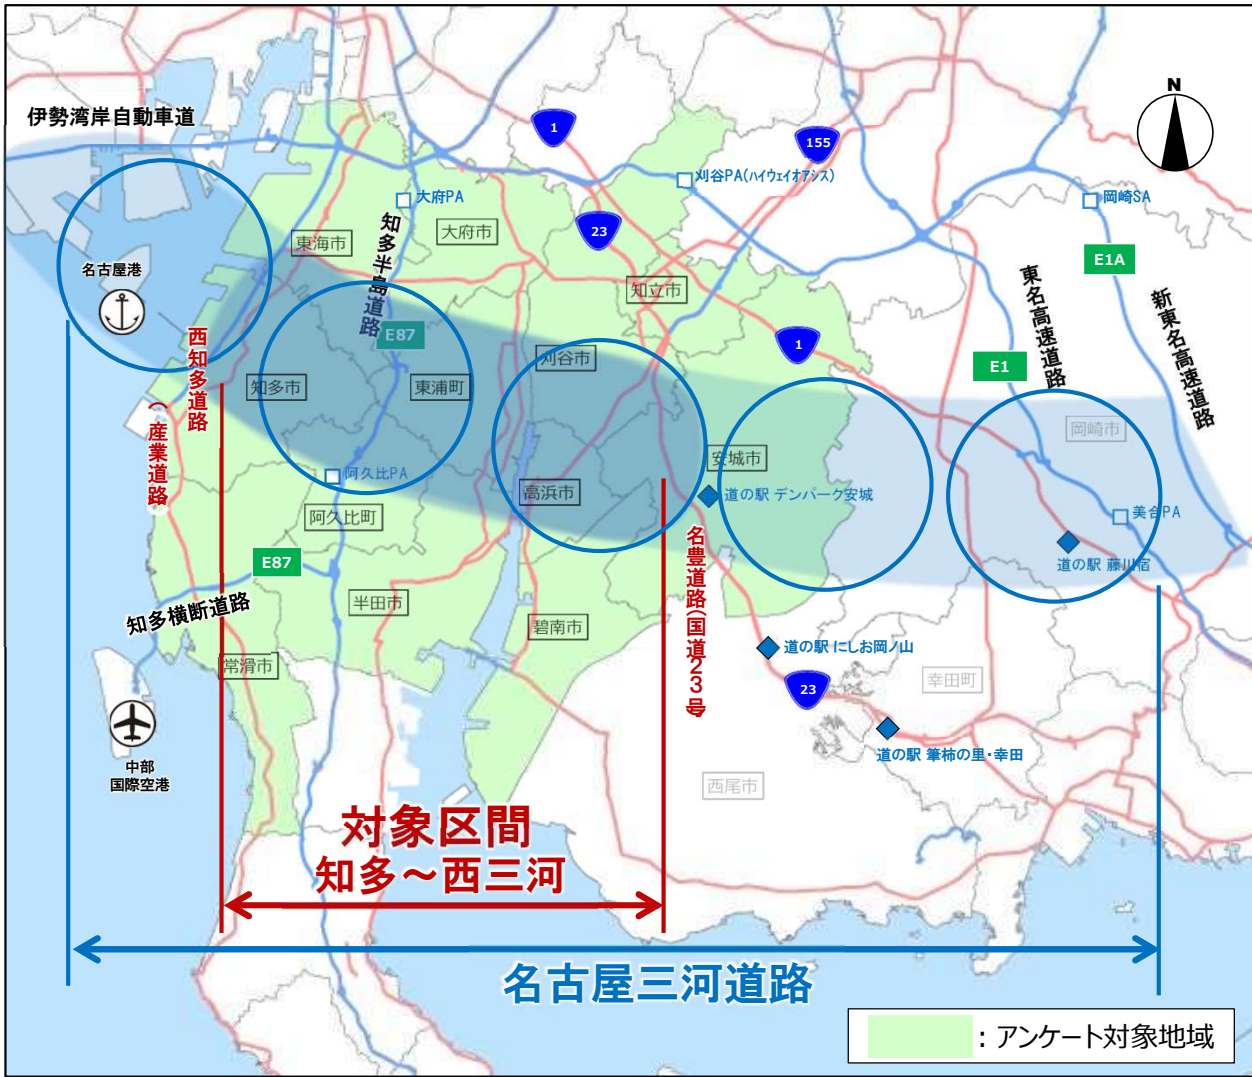 伊勢湾岸自動車道
N
1
155
刈谷PA(ハイウェイオアシス)
大府PA
岡崎SA
大府市
東海市
知多半島道路
23
E1A
名古屋港
知立市
東名高速道路
新東名高速道路
西知多道路
(産業道路)
E87
刈谷市
1
E1
知多市
東浦町
岡崎市
安城市
阿久比PA
高浜市
道の駅 デンパーク安城
阿久比町
美合PA
名豊道路(国道23号)
道の駅 藤川宿
E87
知多横断道路
半田市
碧南市
道の駅 にしお岡ノ山
常滑市
23
幸田町
道の駅 筆柿の里・幸田
中部
国際空港
西尾市
対象区間
知多～西三河
名古屋三河道路
：アンケート対象地域